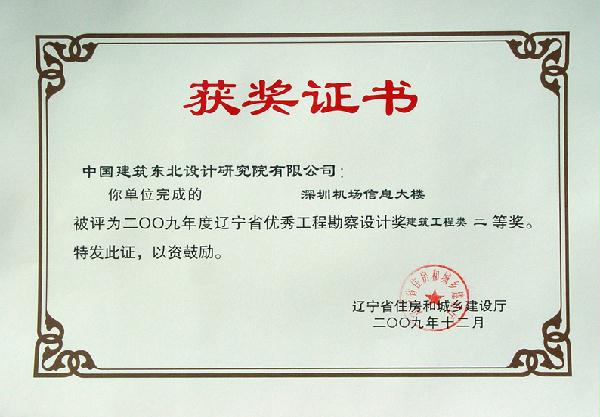 获奖证书
中国建筑东北设计研究院有限公司：
你单位完成的 深圳机场信息大楼
被评为二〇〇九年度辽宁省优秀工程勘察设计奖建筑工程类 二 等奖。
特发此证，以资鼓励。
辽宁省住房和城乡建设厅
二〇〇九年十二月